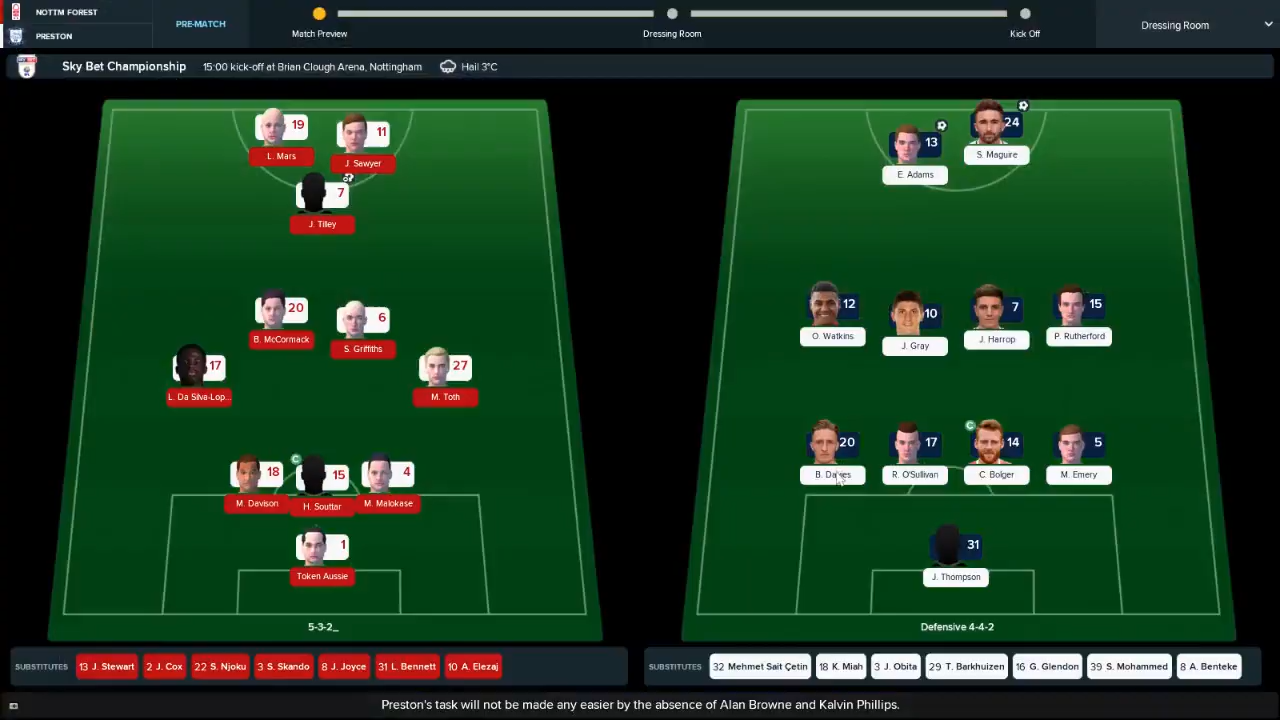 NOTTM FOREST
PRESTON
PRE-MATCH
Match Preview
Dressing Room
Kick Off
Dressing Room
Sky Bet Championship
15:00 kick-off at Brian Clough Arena, Nottingham
Hail 3°C
19
L. Mars
11
J. Sawyer
7
J. Tilley
20
B. McCormack
6
S. Griffiths
17
L. Da Silva-Lop...
27
M. Toth
18
M. Davison
C
15
H. Souttar
4
M. Malokase
1
Token Aussie
5-3-2_
13
E. Adams
24
S. Maguire
12
O. Watkins
10
J. Gray
7
J. Harrop
15
P. Rutherford
20
B. Davies
17
R. O'Sullivan
C
14
C. Bolger
5
M. Emery
31
J. Thompson
Defensive 4-4-2
SUBSTITUTES 13 J. Stewart 2 J. Cox 22 S. Njoku 3 S. Skando 8 J. Joyce 31 L. Bennett 10 A. Elezaj
SUBSTITUTES 32 Mehmet Sait Çetin 18 K. Miah 3 J. Obita 29 T. Barkhuizen 16 G. Glendon 39 S. Mohammed 8 A. Benteke
Preston's task will not be made any easier by the absence of Alan Browne and Kalvin Phillips.